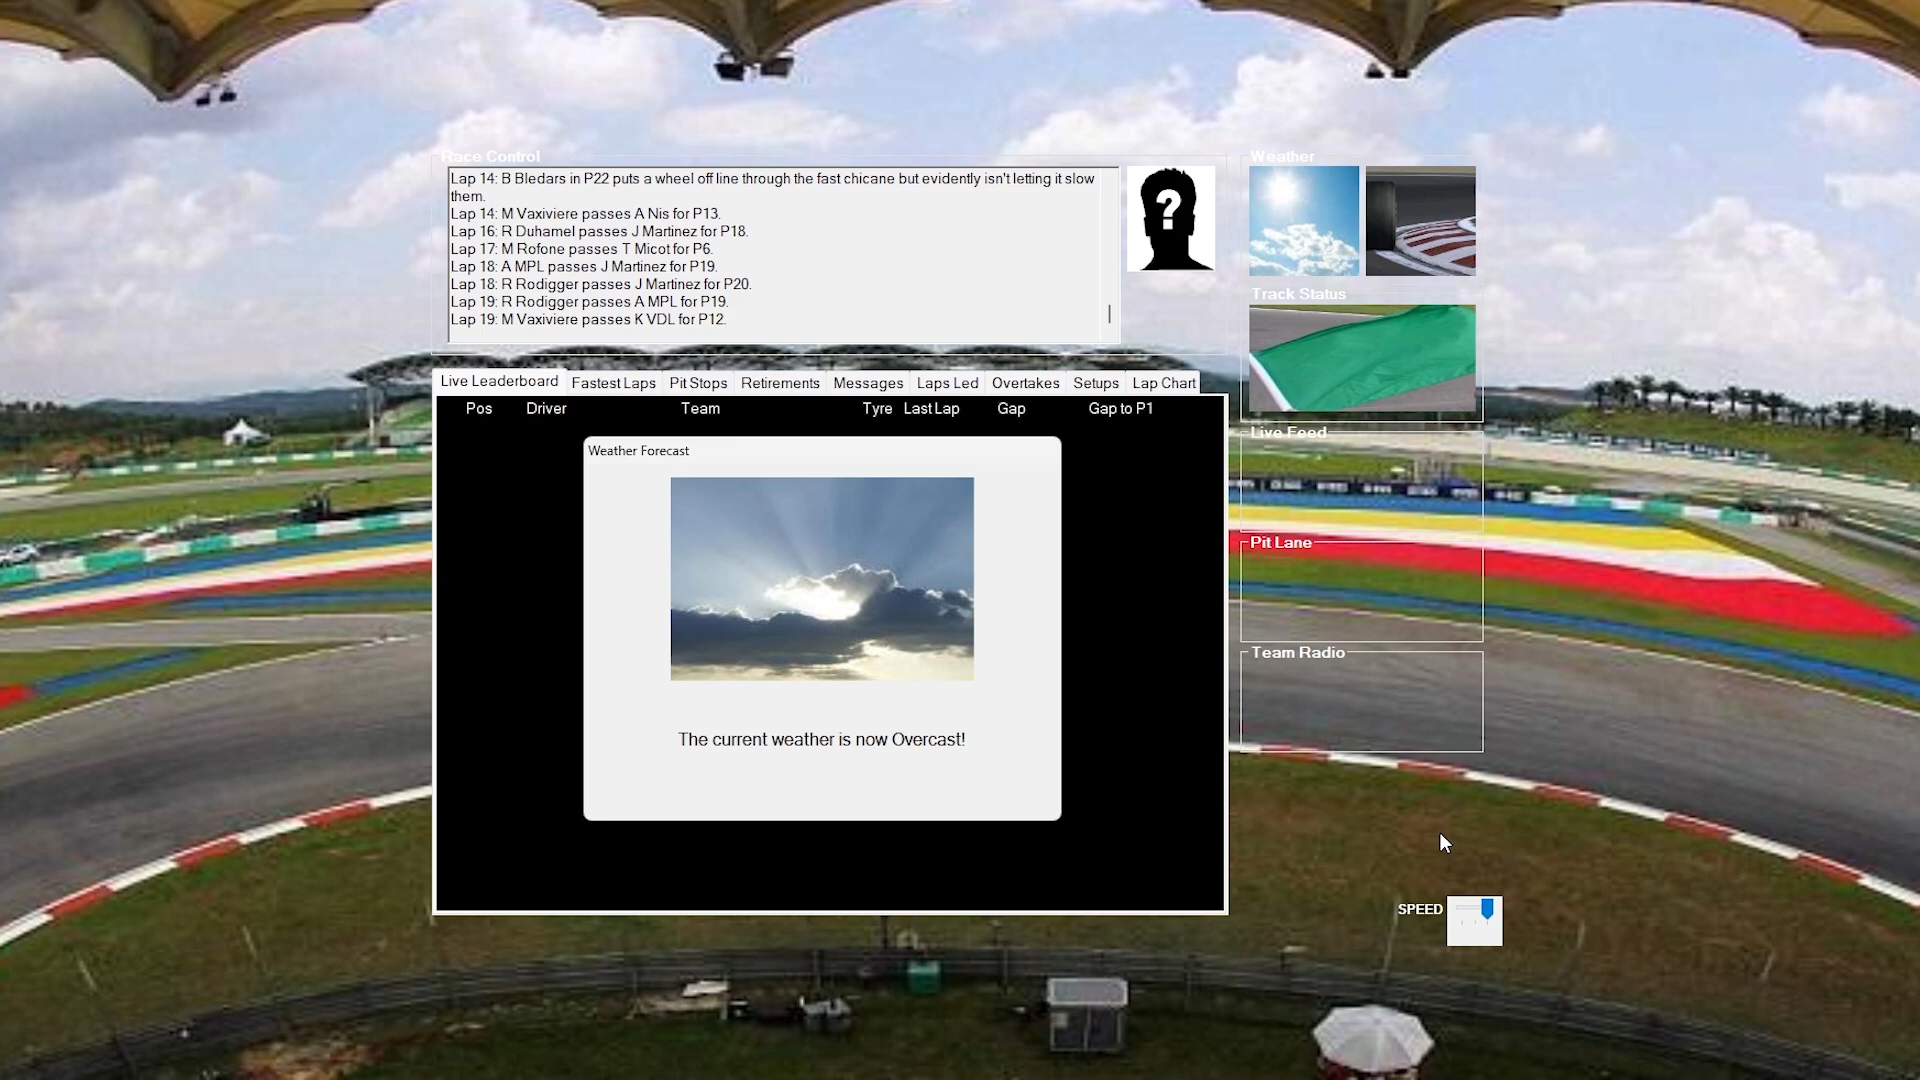 Race Control
Lap 14: B Bledars in P22 puts a wheel off line through the fast chicane but evidently isn't letting it slow
them.
Lap 14: M Vaxiviere passes A Nis for P13.
Lap 16: R Duhamel passes J Martinez for P18.
Lap 17: M Rofone passes T Micot for P6.
Lap 18: A MPL passes J Martinez for P19.
Lap 18: R Rodigger passes J Martinez for P20.
Lap 19: R Rodigger passes A MPL for P19.
Lap 19: M Vaxiviere passes K VDL for P12.
?
Weather
Track Status
Live Leaderboard Fastest Laps Pit Stops Retirements Messages Laps Led Overtakes Setups Lap Chart
Pos Driver Team Tyre Last Lap Gap Gap to P1
Weather Forecast
The current weather is now Overcast!
Live Feed
Pit Lane
Team Radio
SPEED